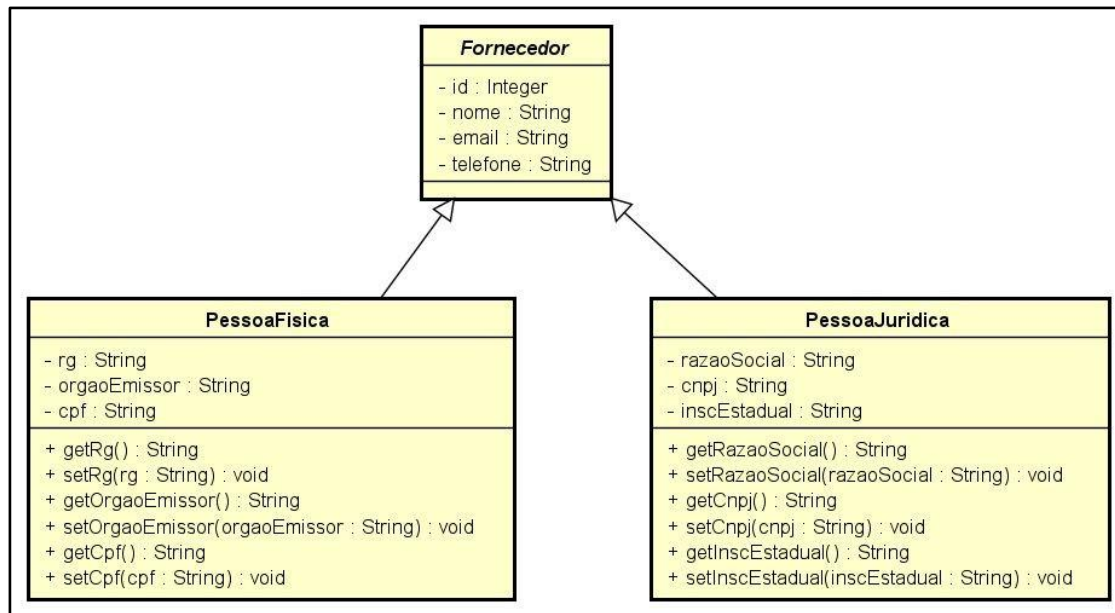 Fornecedor
- id : Integer
- nome : String
- email : String
- telefone : String
PessoaFisica
- rg : String
- orgaoEmissor : String
- cpf : String
+ getRg() : String
+ setRg(rg : String) : void
+ getOrgaoEmissor() : String
+ setOrgaoEmissor(orgaoEmissor : String) : void
+ getCpf() : String
+ setCpf(cpf : String) : void
PessoaJuridica
- razaoSocial : String
- cnpj : String
- inscEstadual : String
+ getRazaoSocial() : String
+ setRazaoSocial(razaoSocial : String) : void
+ getCnpj() : String
+ setCnpj(cnpj : String) : void
+ getInscEstadual() : String
+ setInscEstadual(inscEstadual : String) : void